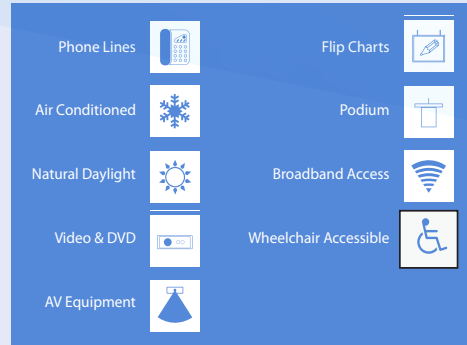 Phone Lines
Air Conditioned
Natural Daylight
Video & DVD
AV Equipment
Flip Charts
Podium
Broadband Access
Wheelchair Accessible